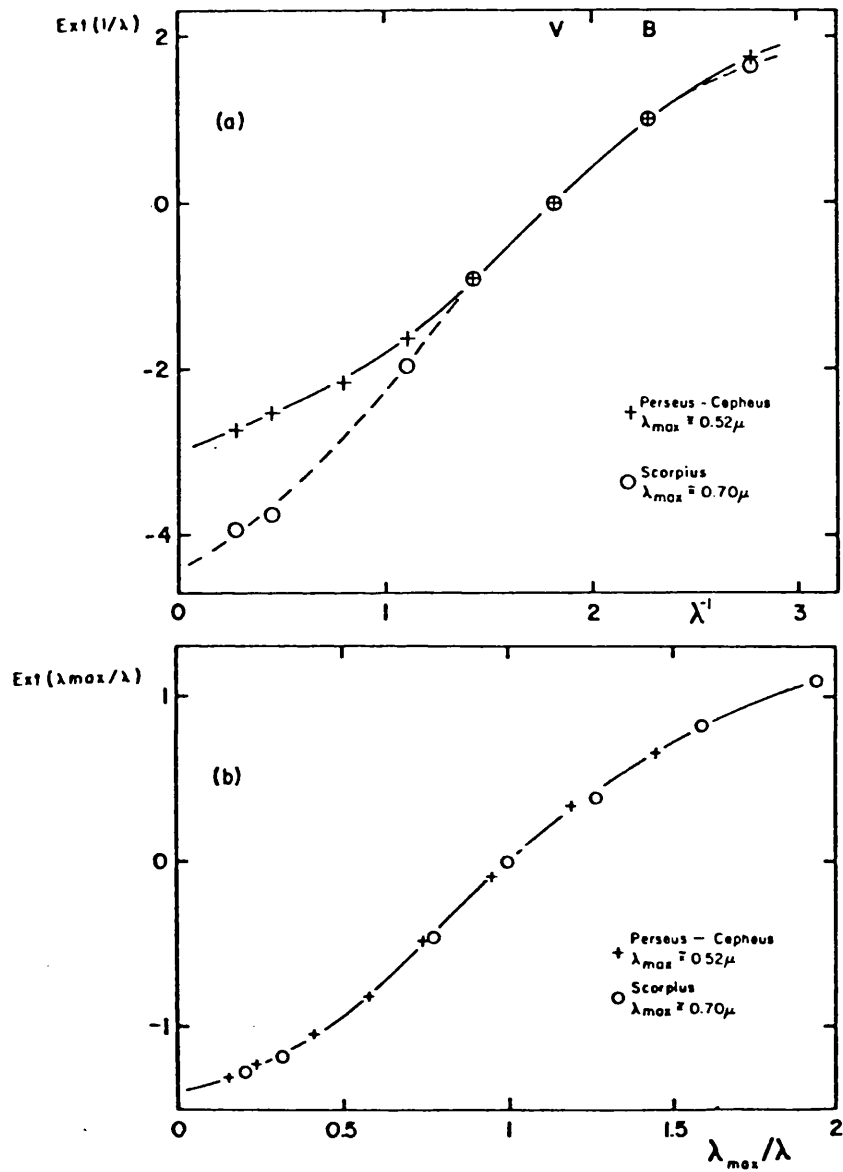 Ext(1/λ)
2
0
-2
-4
(a)
V B
+ Perseus - Cepheus
λmax ≅ 0.52μ
○ Scorpius
λmax ≅ 0.70μ
0 1 2 λ⁻¹ 3
Ext(λmax/λ)
1
0
-1
(b)
+ Perseus — Cepheus
λmax ≅ 0.52μ
○ Scorpius
λmax ≅ 0.70μ
0 0.5 1 1.5 2
λmax/λ